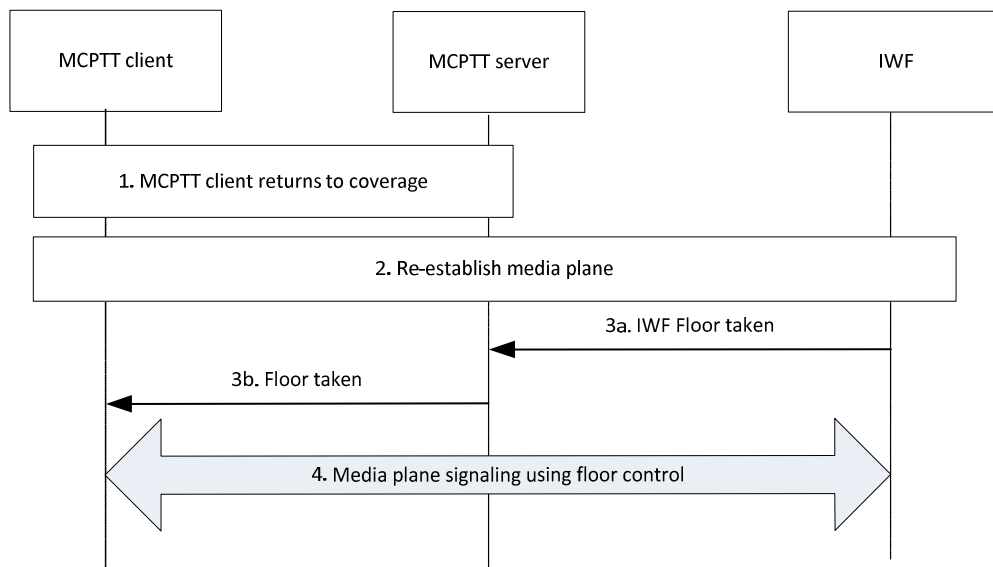 MCPTT client
MCPTT server
IWF
1. MCPTT client returns to coverage
2. Re-establish media plane
3a. IWF Floor taken
3b. Floor taken
4. Media plane signaling using floor control